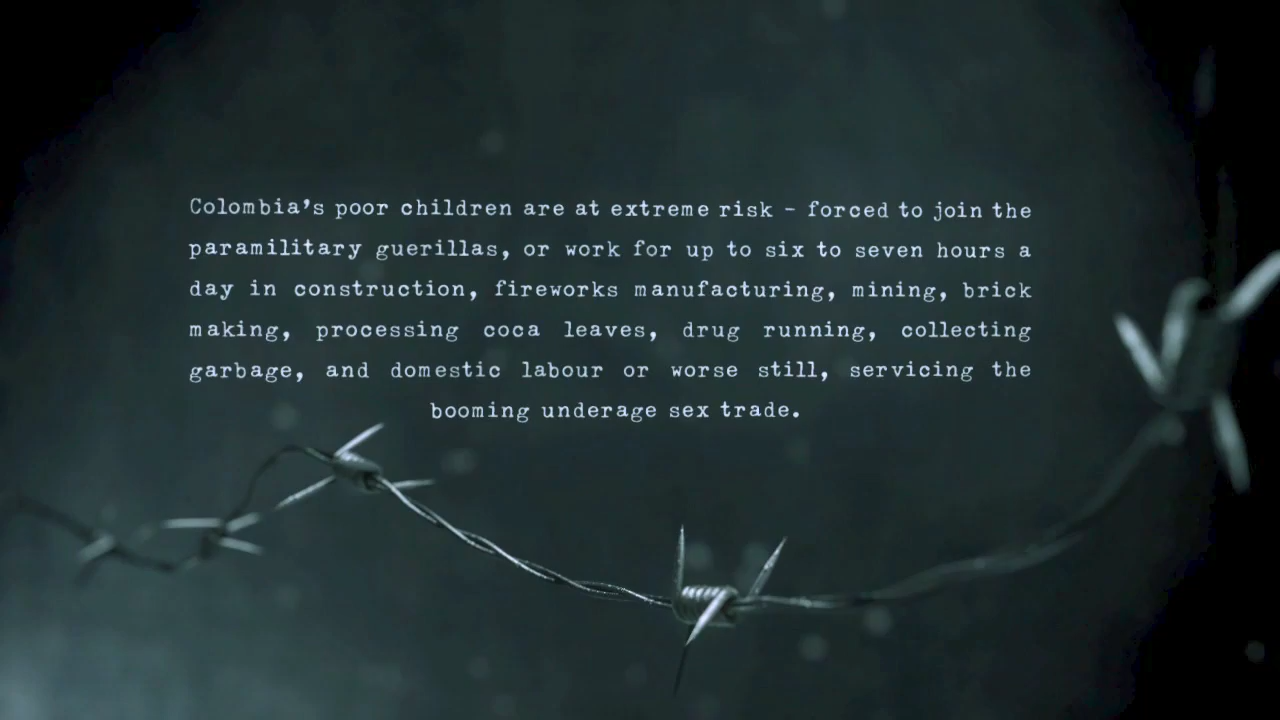 Colombia's poor children are at extreme risk - forced to join the
paramilitary guerillas, or work for up to six to seven hours a
day in construction, fireworks manufacturing, mining, brick
making, processing coca leaves, drug running, collecting
garbage, and domestic labour or worse still, servicing the
booming underage sex trade.